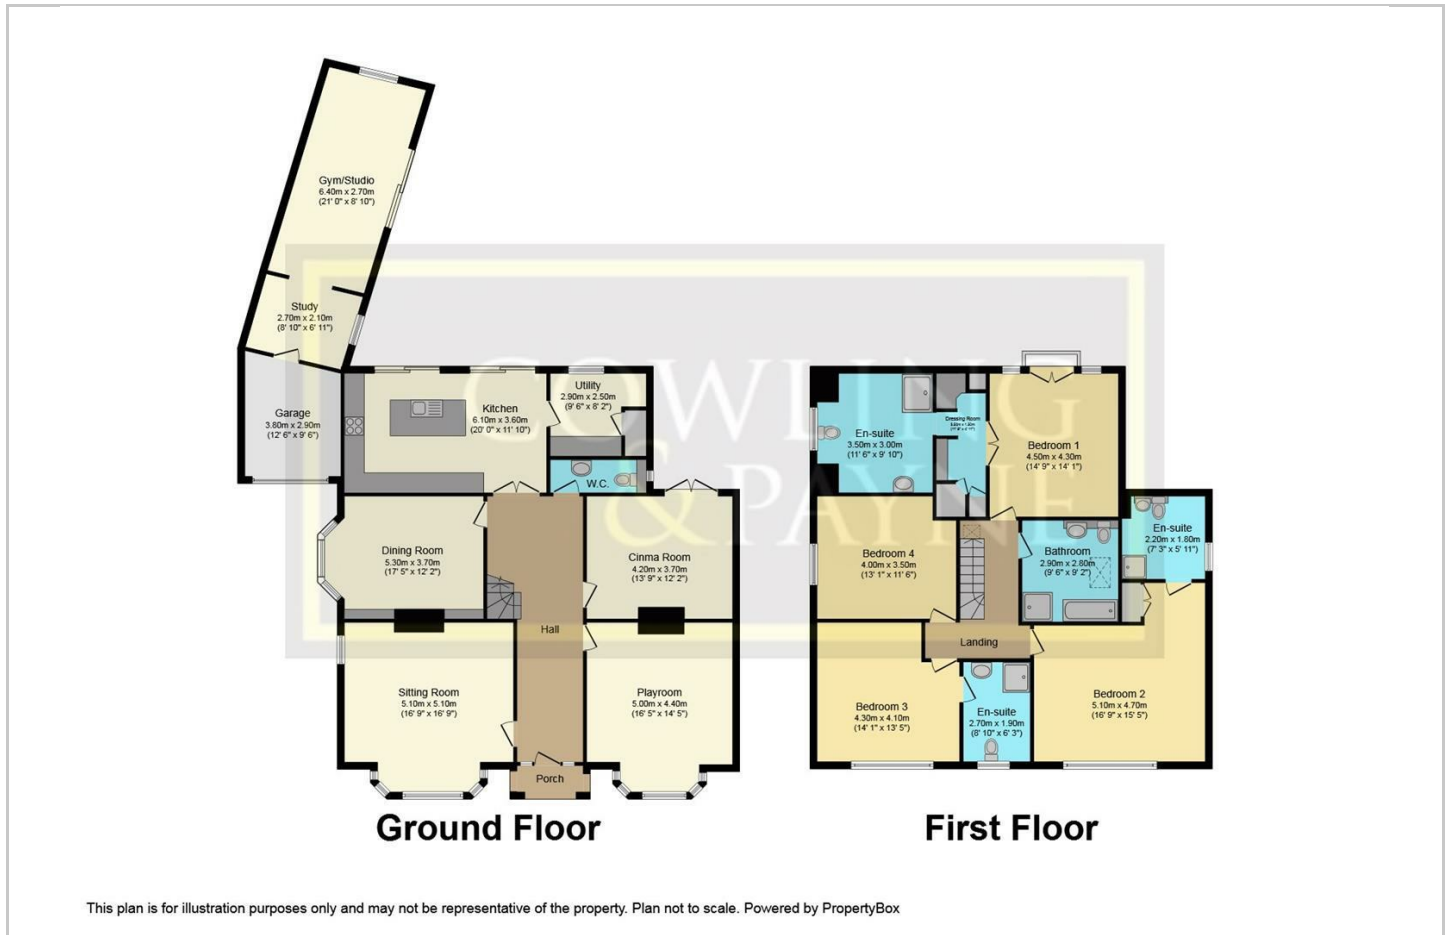 Gym/Studio
6.40m x 2.70m
(21' 0" x 8' 10")
Study
2.70m x 2.10m
(8' 10" x 6' 11")
Garage
3.80m x 2.90m
(12' 6" x 9' 6")
Kitchen
6.10m x 3.60m
(20' 0" x 11' 10")
Utility
2.90m x 2.50m
(9' 6" x 8' 2")
W.C.
Dining Room
5.30m x 3.70m
(17' 5" x 12' 2")
Cinma Room
4.20m x 3.70m
(13' 9" x 12' 2")
Hall
Sitting Room
5.10m x 5.10m
(16' 9" x 16' 9")
Playroom
5.00m x 4.40m
(16' 5" x 14' 5")
Porch
Ground Floor
En-suite
3.50m x 3.00m
(11' 6" x 9' 10")
Dressing Room
Bedroom 1
4.50m x 4.30m
(14' 9" x 14' 1")
Bedroom 4
4.00m x 3.50m
(13' 1" x 11' 6")
Bathroom
2.90m x 2.80m
(9' 6" x 9' 2")
En-suite
2.20m x 1.80m
(7' 3" x 5' 11")
Landing
Bedroom 3
4.30m x 4.10m
(14' 1" x 13' 5")
En-suite
2.70m x 1.90m
(8' 10" x 6' 3")
Bedroom 2
5.10m x 4.70m
(16' 9" x 15' 5")
First Floor
COWLING
& PAYNE
This plan is for illustration purposes only and may not be representative of the property. Plan not to scale. Powered by PropertyBox